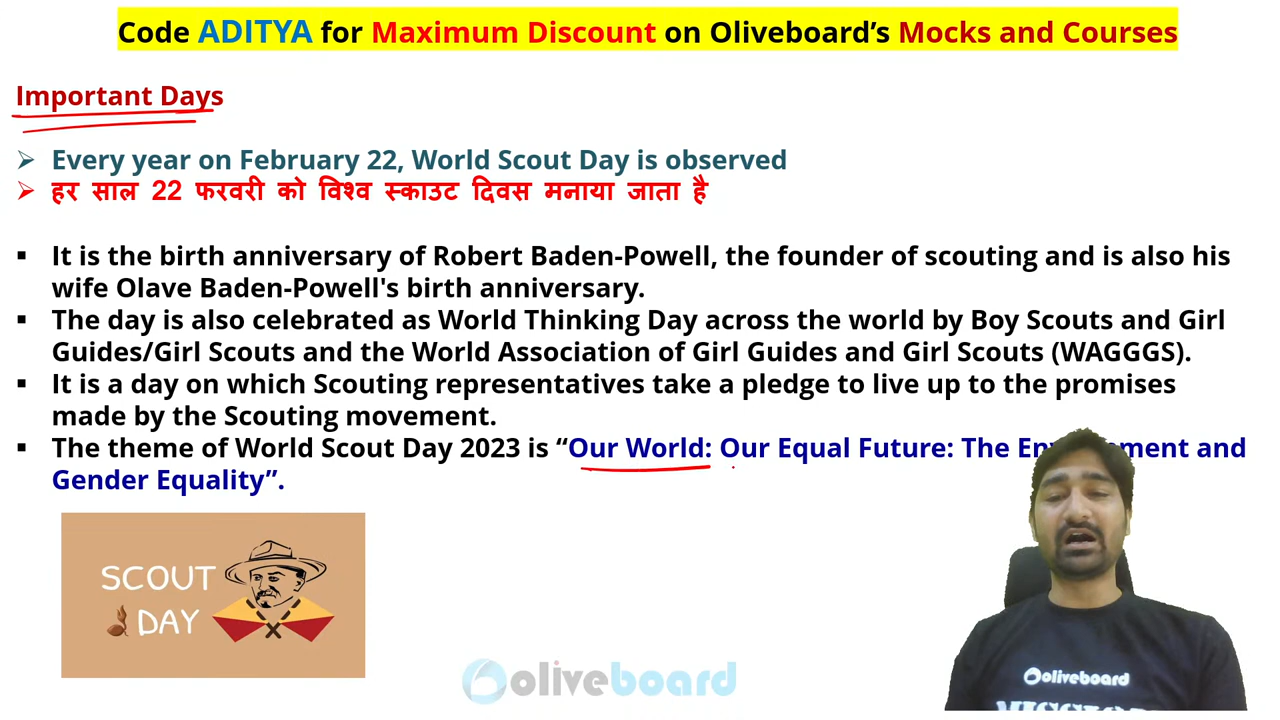 Code ADITYA for Maximum Discount on Oliveboard's Mocks and Courses
Important Days
➢ Every year on February 22, World Scout Day is observed
➢ हर साल 22 फरवरी को विश्व स्काउट दिवस मनाया जाता है
▪ It is the birth anniversary of Robert Baden-Powell, the founder of scouting and is also his
wife Olave Baden-Powell's birth anniversary.
▪ The day is also celebrated as World Thinking Day across the world by Boy Scouts and Girl
Guides/Girl Scouts and the World Association of Girl Guides and Girl Scouts (WAGGGS).
▪ It is a day on which Scouting representatives take a pledge to live up to the promises
made by the Scouting movement.
▪ The theme of World Scout Day 2023 is “Our World: Our Equal Future: The and
Gender Equality”.
SCOUT
DAY
oliveboard
oliveboard